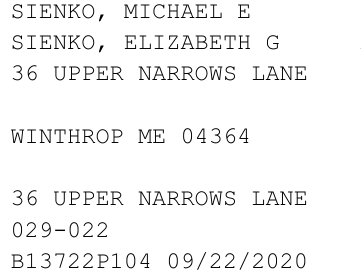 SIENKO, MICHAEL E
SIENKO, ELIZABETH G
36 UPPER NARROWS LANE
WINTHROP ME 04364
36 UPPER NARROWS LANE
029-022
B13722P104 09/22/2020